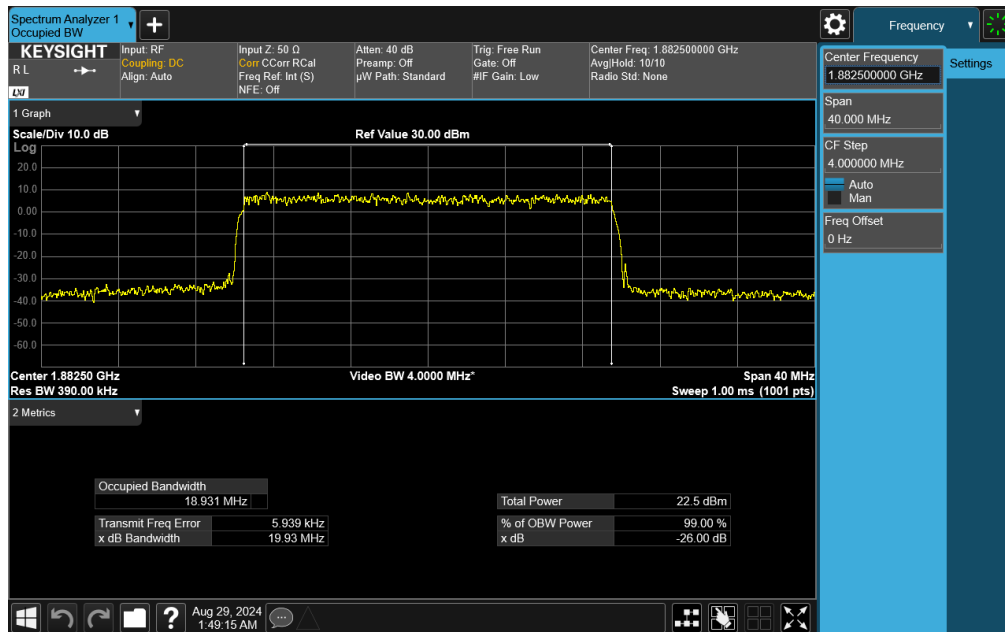 Spectrum Analyzer 1
Occupied BW
Frequency
KEYSIGHT
R L
LXI
Input: RF
Coupling: DC
Align: Auto
Input Z: 50 Ω
Corr CCorr RCal
Freq Ref: Int (S)
NFE: Off
Atten: 40 dB
Preamp: Off
µW Path: Standard
Trig: Free Run
Gate: Off
#IF Gain: Low
Center Freq: 1.882500000 GHz
Avg|Hold: 10/10
Radio Std: None
Center Frequency
1.882500000 GHz
Settings
Span
40.000 MHz
CF Step
4.000000 MHz
Auto
Man
Freq Offset
0 Hz
1 Graph
Scale/Div 10.0 dB
Ref Value 30.00 dBm
Log
20.0
10.0
0.00
-10.0
-20.0
-30.0
-40.0
-50.0
-60.0
Center 1.88250 GHz
Video BW 4.0000 MHz*
Span 40 MHz
Res BW 390.00 kHz
Sweep 1.00 ms (1001 pts)
2 Metrics
Occupied Bandwidth
18.931 MHz
Total Power 22.5 dBm
Transmit Freq Error 5.939 kHz
% of OBW Power 99.00 %
x dB Bandwidth 19.93 MHz
x dB -26.00 dB
Aug 29, 2024
1:49:15 AM